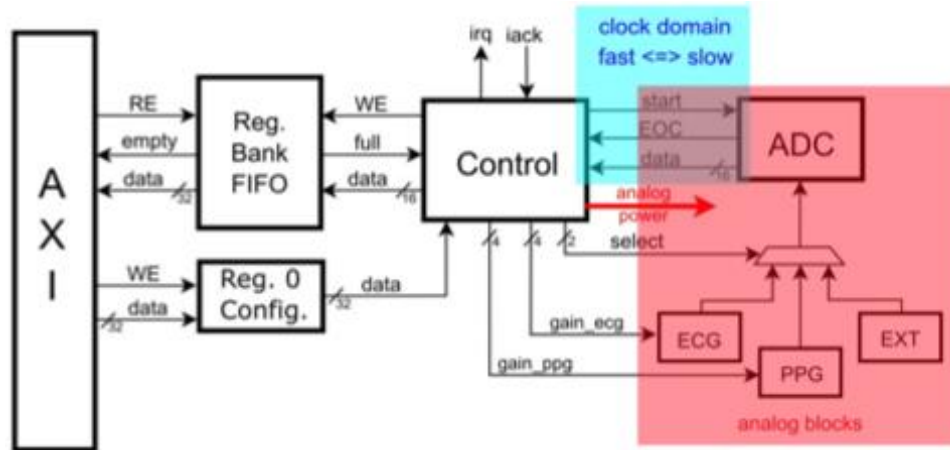 irq
iack
clock domain
fast <=> slow
A
X
I
RE
empty
data
32
Reg.
Bank
FIFO
WE
full
data
16
Control
start
EOC
data
16
ADC
analog
power
4
4
2
select
WE
data
32
Reg. 0
Config.
data
32
gain_ecg
ECG
EXT
gain_ppg
PPG
analog blocks